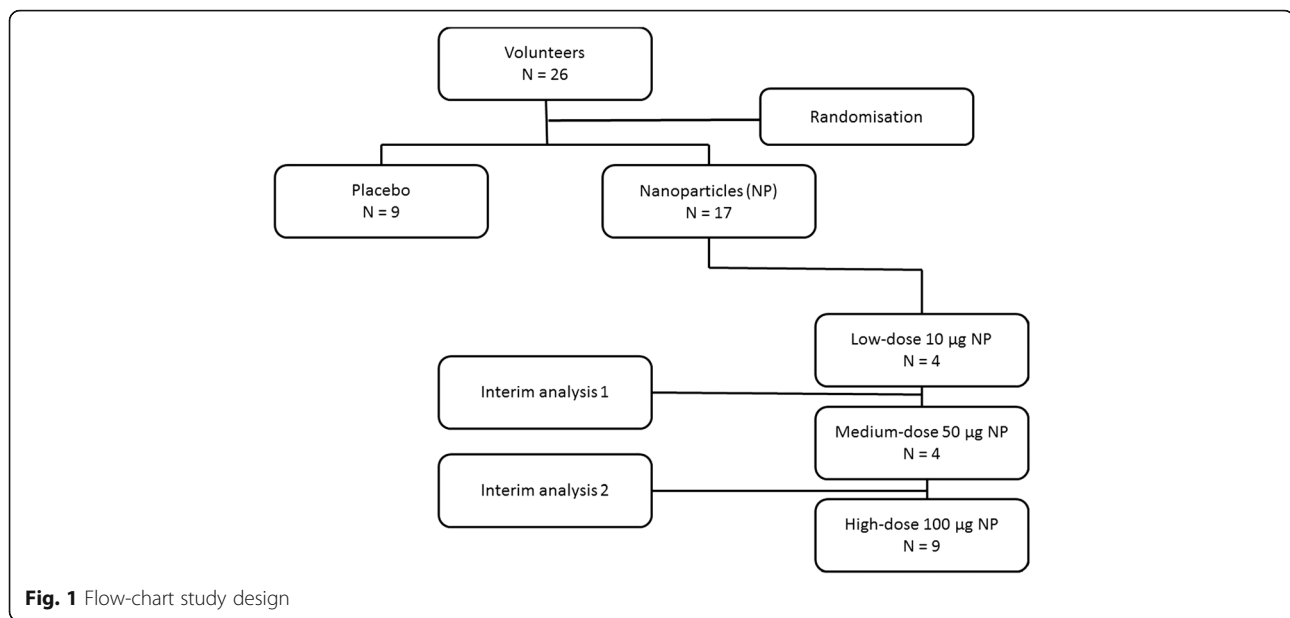 Volunteers
N = 26
Randomisation
Placebo
N = 9
Nanoparticles (NP)
N = 17
Low-dose 10 µg NP
N = 4
Interim analysis 1
Medium-dose 50 µg NP
N = 4
Interim analysis 2
High-dose 100 µg NP
N = 9
Fig. 1 Flow-chart study design